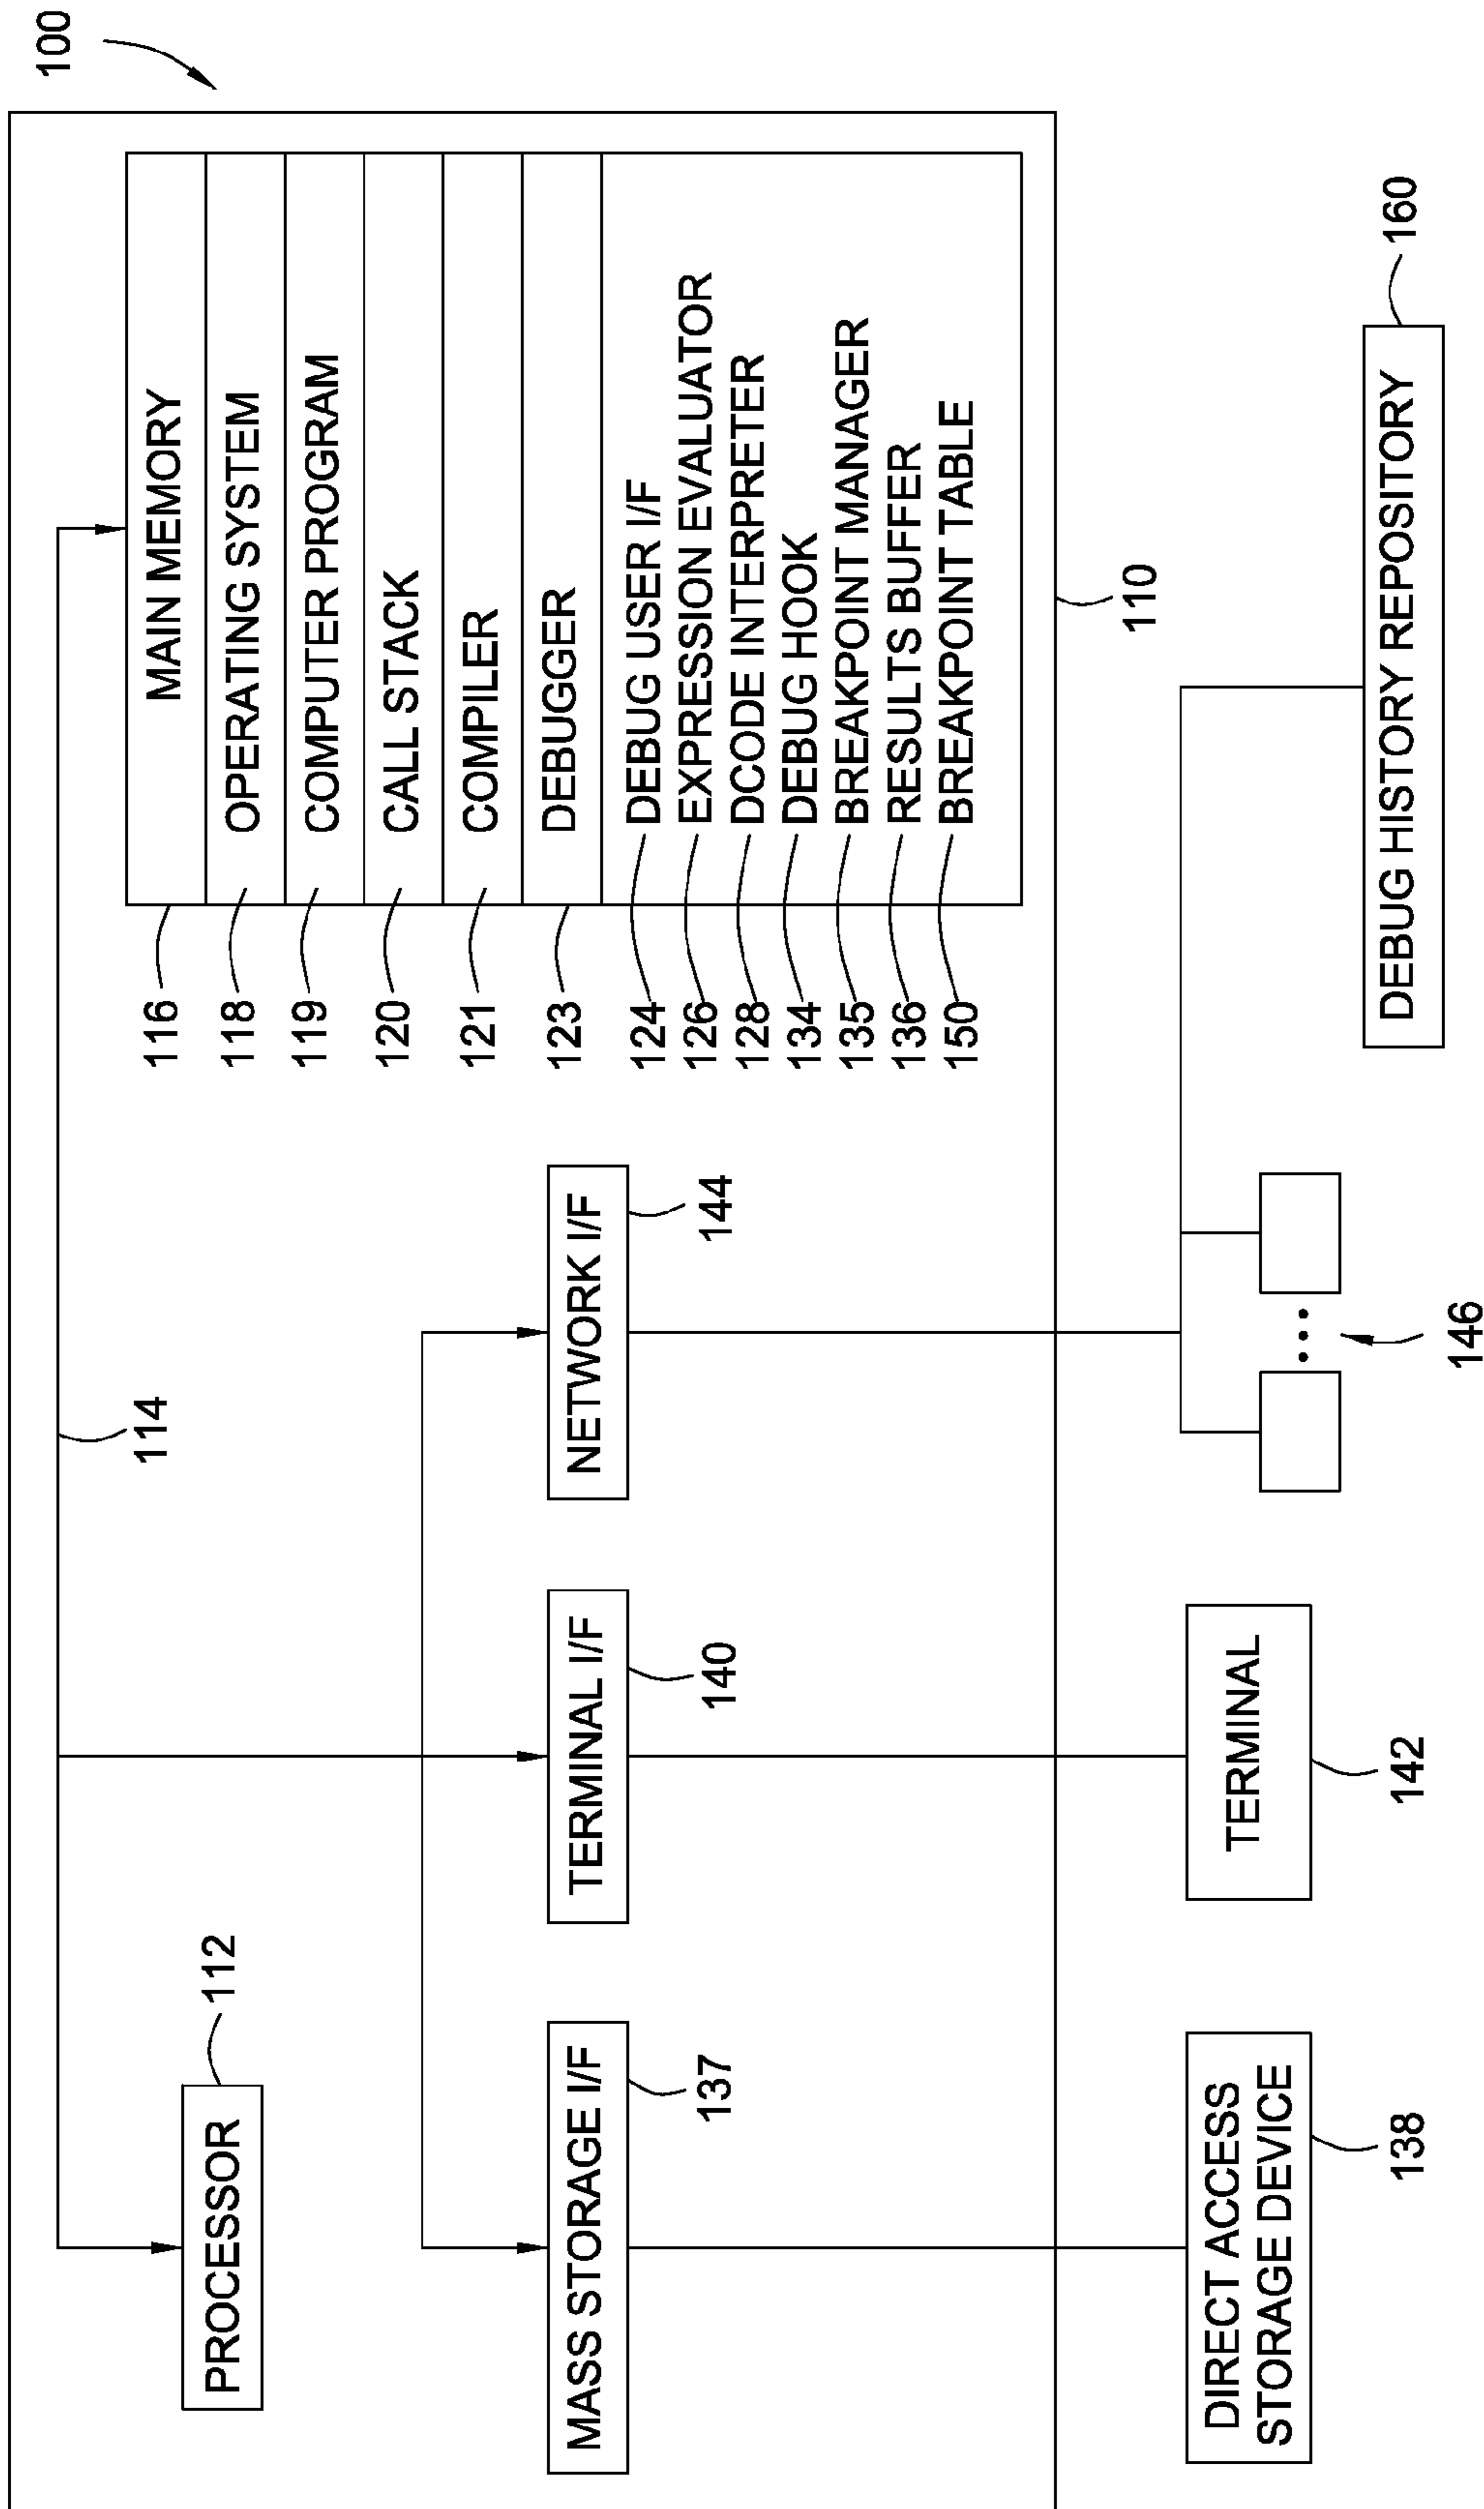 100
114
PROCESSOR
112
MAIN MEMORY
116
OPERATING SYSTEM
118
COMPUTER PROGRAM
119
CALL STACK
120
COMPILER
121
DEBUGGER
123
DEBUG USER I/F
124
EXPRESSION EVALUATOR
126
DCODE INTERPRETER
128
DEBUG HOOK
134
BREAKPOINT MANAGER
135
RESULTS BUFFER
136
BREAKPOINT TABLE
150
MASS STORAGE I/F
137
TERMINAL I/F
140
NETWORK I/F
144
110
DIRECT ACCESS
STORAGE DEVICE
138
TERMINAL
142
•••
146
DEBUG HISTORY REPOSITORY
160